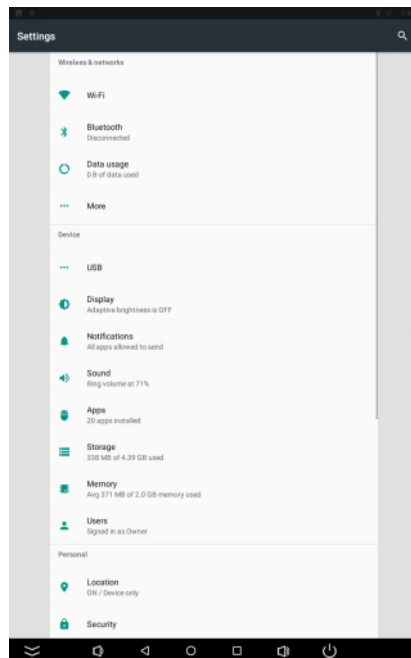 Settings
Wireless & networks
Wi-Fi
Bluetooth
Disconnected
Data usage
0 B of data used
More
Device
USB
Display
Adaptive brightness is OFF
Notifications
All apps allowed to send
Sound
Ring volume at 71%
Apps
20 apps installed
Storage
338 MB of 4.39 GB used
Memory
Avg 371 MB of 2.0 GB memory used
Users
Signed in as Owner
Personal
Location
ON / Device only
Security